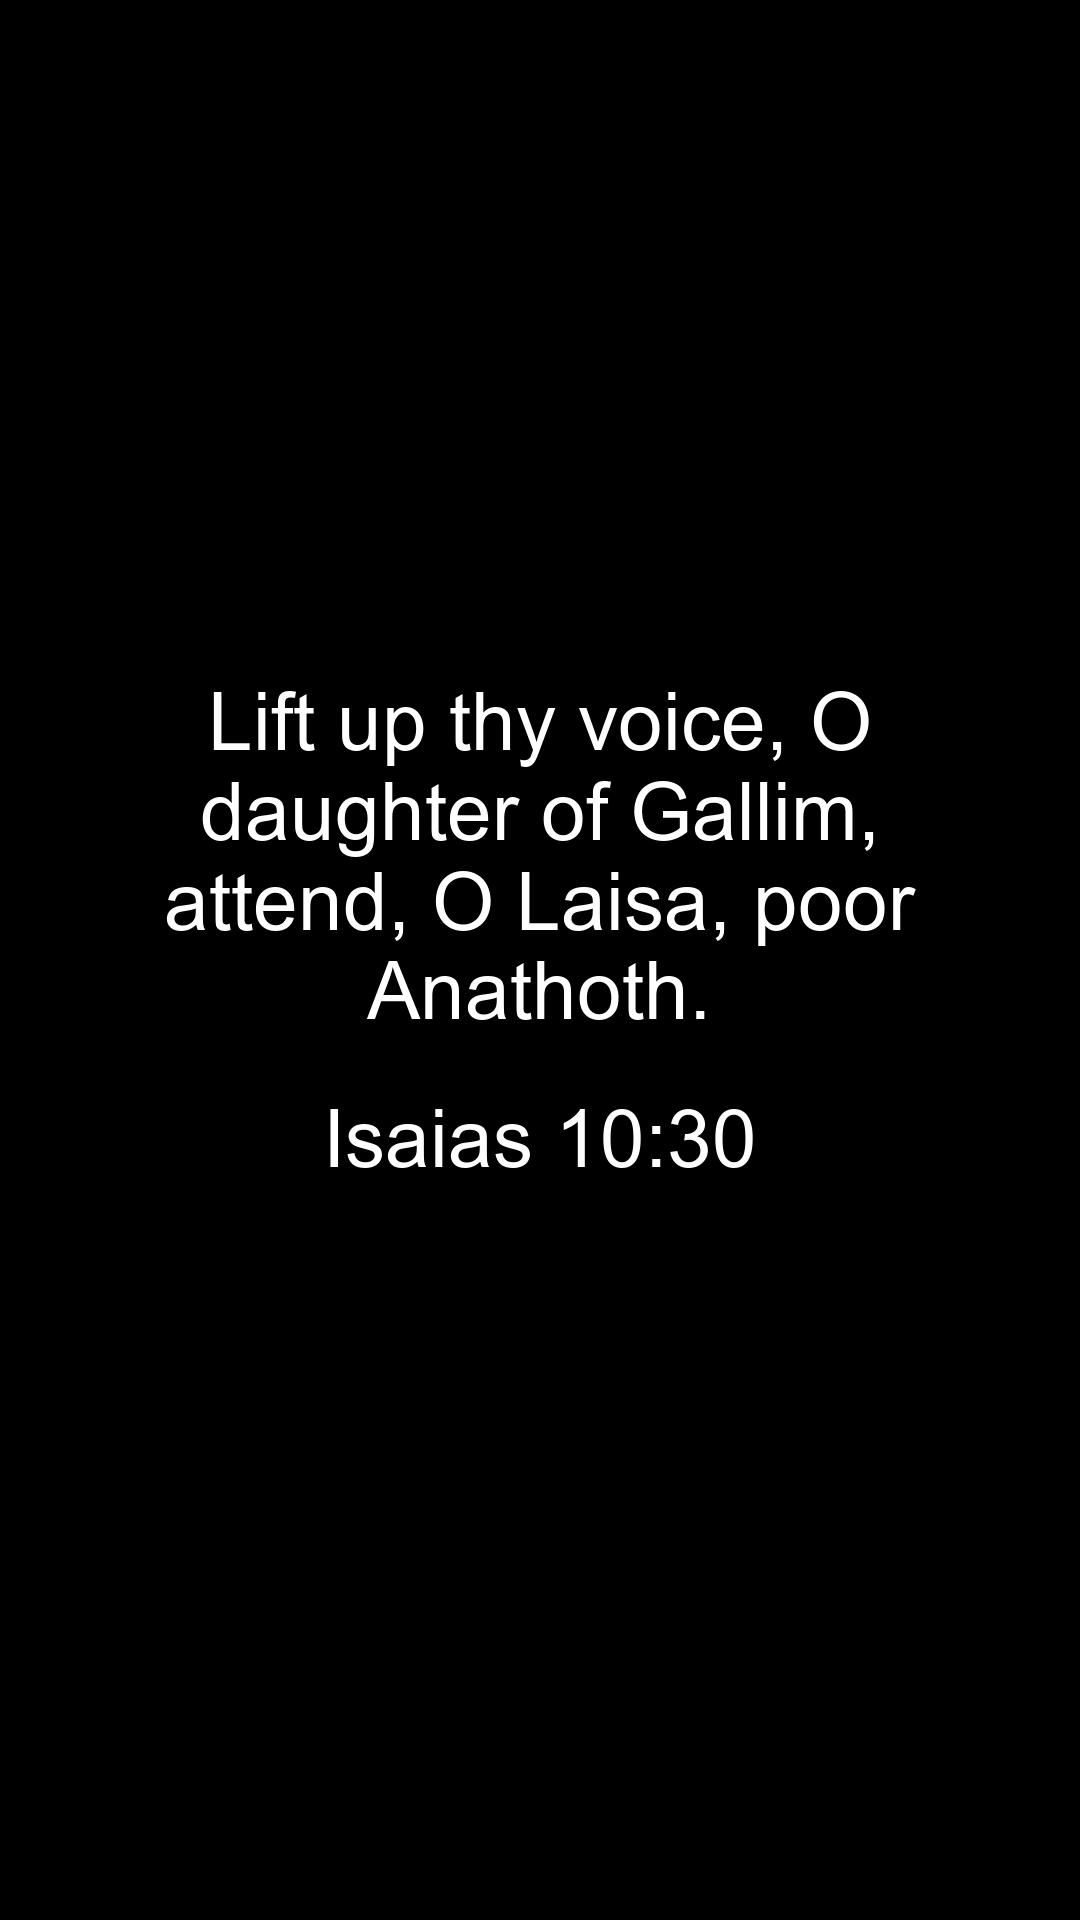 Lift up thy voice, O
daughter of Gallim,
attend, O Laisa, poor
Anathoth.
Isaias 10:30